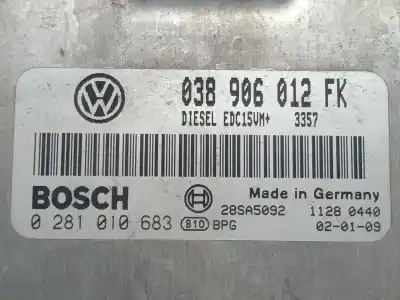 038 906 012 FK
DIESEL EDC15VM+ 3357
BOSCH
Made in Germany
0 281 010 683
28SA5092 1128 0440
810 BPG 02-01-09